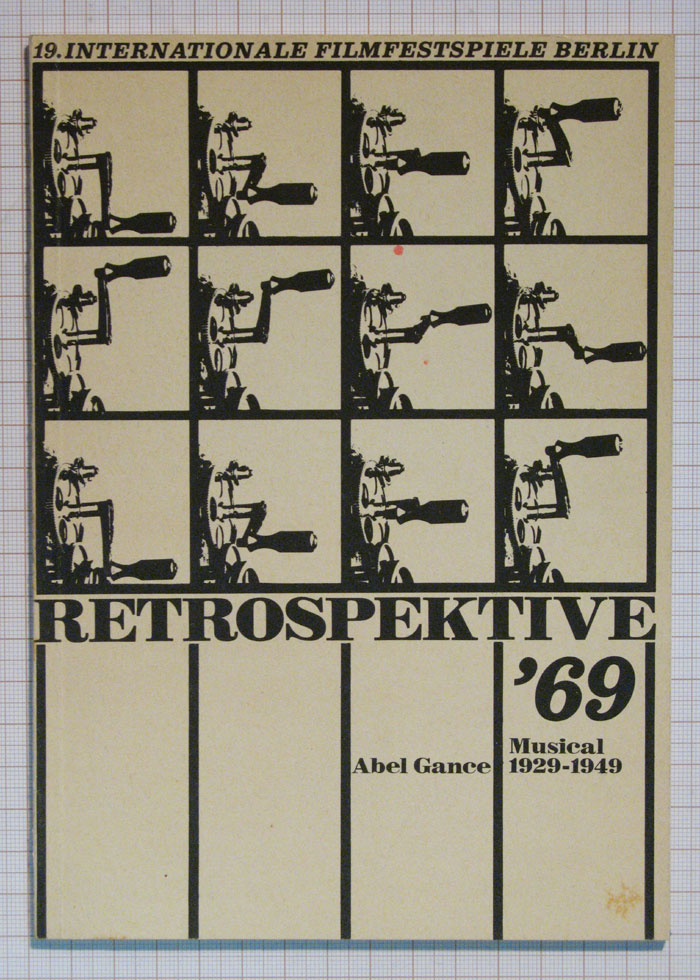 19. INTERNATIONALE FILMFESTSPIELE BERLIN
RETROSPEKTIVE
’69
Abel Gance
Musical
1929-1949